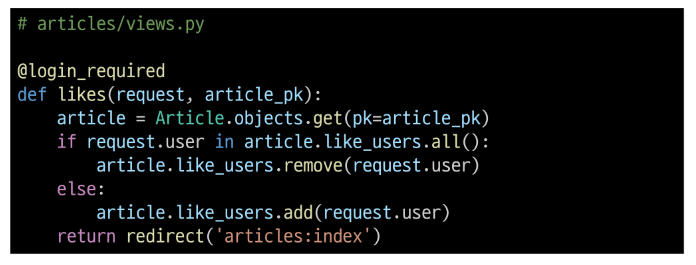 # articles/views.py
@login_required
def likes(request, article_pk):
    article = Article.objects.get(pk=article_pk)
    if request.user in article.like_users.all():
        article.like_users.remove(request.user)
    else:
        article.like_users.add(request.user)
    return redirect('articles:index')